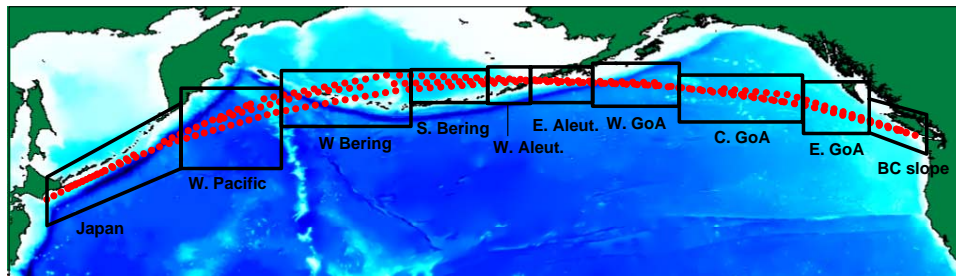 Japan
W. Pacific
W Bering
S. Bering
W. Aleut.
E. Aleut.
W. GoA
C. GoA
E. GoA
BC slope